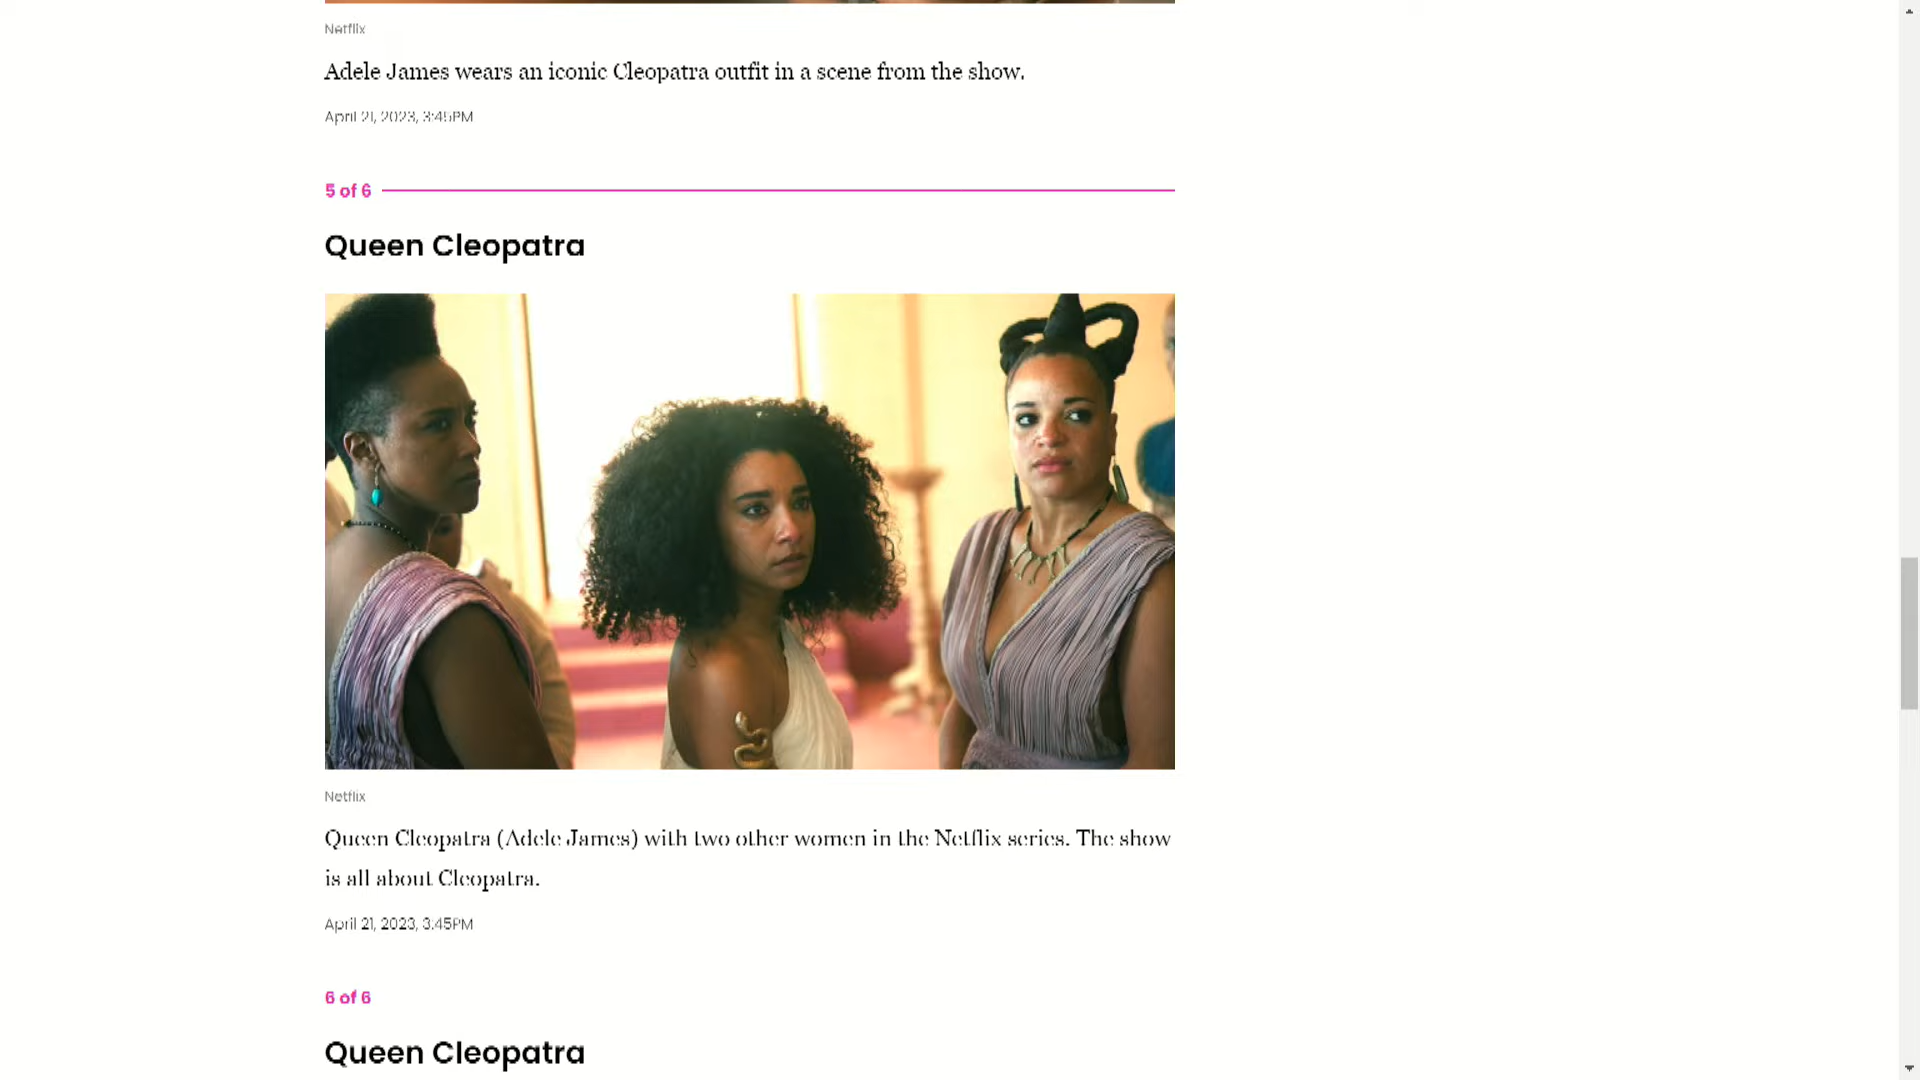 Netflix
Adele James wears an iconic Cleopatra outfit in a scene from the show.
April 21, 2023, 3:45PM
5 of 6
Queen Cleopatra
Netflix
Queen Cleopatra (Adele James) with two other women in the Netflix series. The show
is all about Cleopatra.
April 21, 2023, 3:45PM
6 of 6
Queen Cleopatra